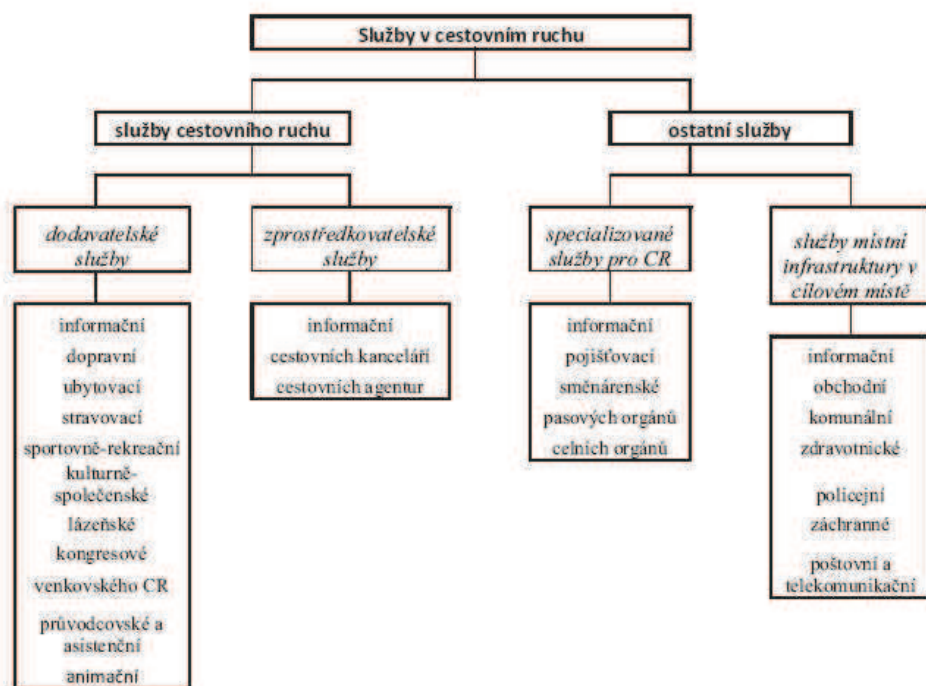 Služby v cestovním ruchu
služby cestovního ruchu
ostatní služby
dodavatelské
služby
zprostředkovatelské
služby
specializované
služby pro CR
služby místní
infrastruktury v
cílovém místě
informační
dopravní
ubytovací
stravovací
sportovně-rekreační
kulturně-
společenské
lázeňské
kongresové
venkovského CR
průvodcovské a
asistenční
animační
informační
cestovních kanceláří
cestovních agentur
informační
pojišťovací
směnárenské
pasových orgánů
celních orgánů
informační
obchodní
komunální
zdravotnické
policejní
záchranné
poštovní a
telekomunikační